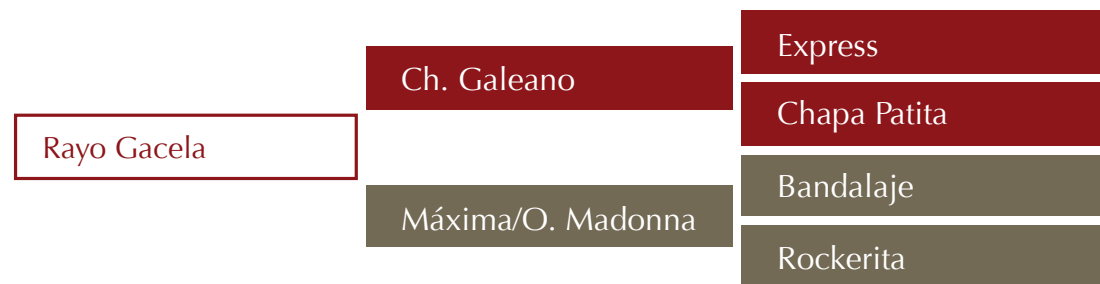 Rayo Gacela
Ch. Galeano
Máxima/O. Madonna
Express
Chapa Patita
Bandalaje
Rockerita